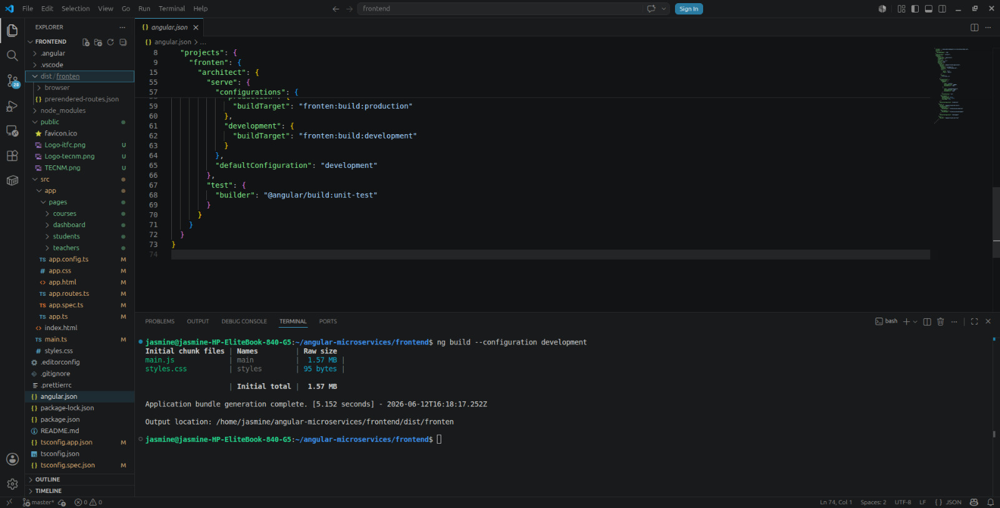 File Edit Selection View Go Run Terminal Help
frontend
Sign In
EXPLORER
FRONTEND
.angular
.vscode
dist / fronten
browser
{} prerendered-routes.json
node_modules
public
favicon.ico
Logo-itfc.png U
Logo-tecnm.png U
TECNM.png U
src
app
pages
courses
dashboard
students
teachers
TS app.config.ts M
# app.css M
<> app.html M
TS app.routes.ts M
TS app.spec.ts M
TS app.ts M
<> index.html
TS main.ts M
# styles.css
.editorconfig
.gitignore
.prettierrc
{} angular.json
{} package-lock.json
{} package.json
README.md
{} tsconfig.app.json M
TS tsconfig.json
{} tsconfig.spec.json M
OUTLINE
TIMELINE
28
{} angular.json
{} angular.json > ...
8 "projects": {
9 "fronten": {
15 "architect": {
55 "serve": {
57 "configurations": {
58 "production": {
59 "buildTarget": "fronten:build:production"
60 },
61 "development": {
62 "buildTarget": "fronten:build:development"
63 }
64 },
65 "defaultConfiguration": "development"
66 },
67 "test": {
68 "builder": "@angular/build:unit-test"
69 }
70 }
71 }
72 }
73 }
74
PROBLEMS OUTPUT DEBUG CONSOLE TERMINAL PORTS
bash
jasmine@jasmine-HP-EliteBook-840-G5:~/angular-microservices/frontend$ ng build --configuration development
Initial chunk files | Names | Raw size
main.js | main | 1.57 MB |
styles.css | styles | 95 bytes |
| Initial total | 1.57 MB
Application bundle generation complete. [5.152 seconds] - 2026-06-12T16:18:17.252Z
Output location: /home/jasmine/angular-microservices/frontend/dist/fronten
jasmine@jasmine-HP-EliteBook-840-G5:~/angular-microservices/frontend$
master* 0 0
Ln 74, Col 1 Spaces: 2 UTF-8 LF {} JSON